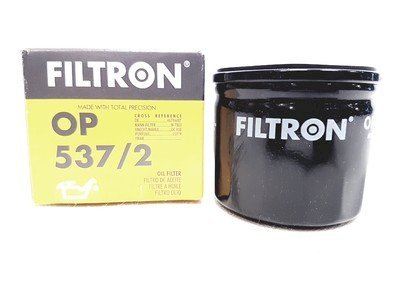 FILTRON®
MADE WITH TOTAL PRECISION
OP
537/2
CROSS REFERENCE
OIL FILTER
FILTRO DE ACEITE
FILTRE A HUILE
FILTRO OLIO
FILTRON
OP